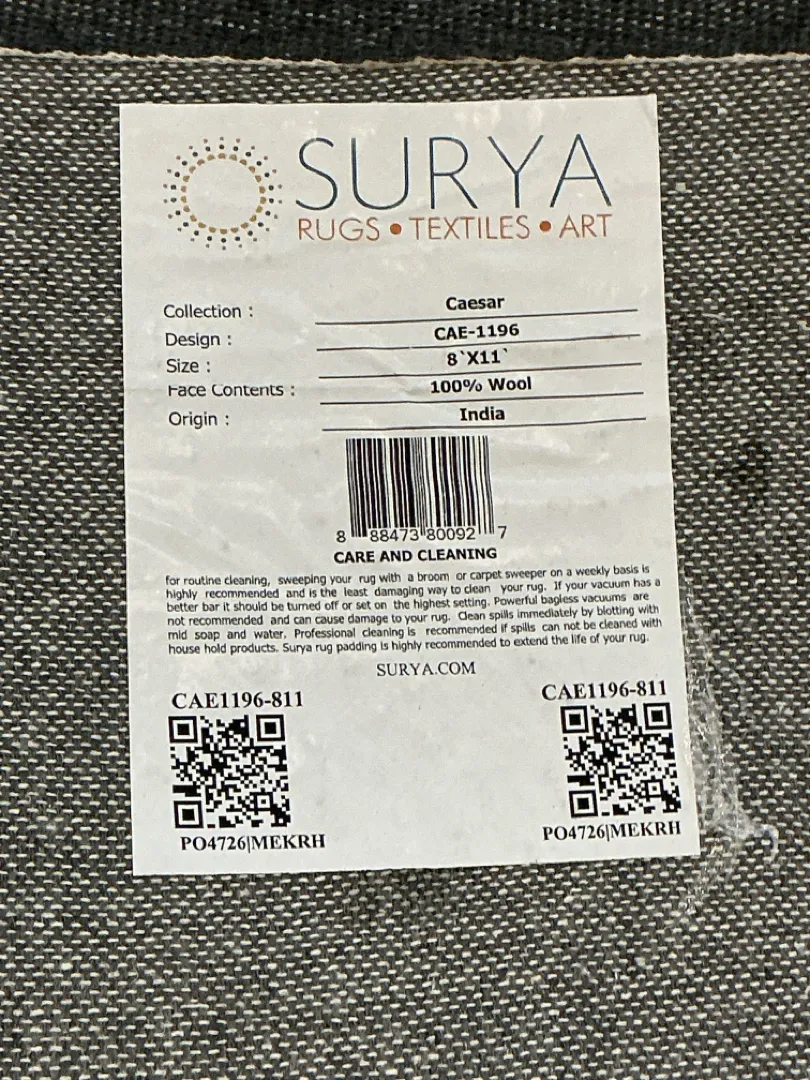 SURYA
RUGS • TEXTILES • ART
Collection : Caesar
Design : CAE-1196
Size : 8`X11`
Face Contents : 100% Wool
Origin : India
8 88473 80092 7
CARE AND CLEANING
for routine cleaning, sweeping your rug with a broom or carpet sweeper on a weekly basis is
highly recommended and is the least damaging way to clean your rug. If your vacuum has a
better bar it should be turned off or set on the highest setting. Powerful bagless vacuums are
not recommended and can cause damage to your rug. Clean spills immediately by blotting with
mid soap and water. Professional cleaning is recommended if spills can not be cleaned with
house hold products. Surya rug padding is highly recommended to extend the life of your rug.
SURYA.COM
CAE1196-811 CAE1196-811
PO4726|MEKRH PO4726|MEKRH